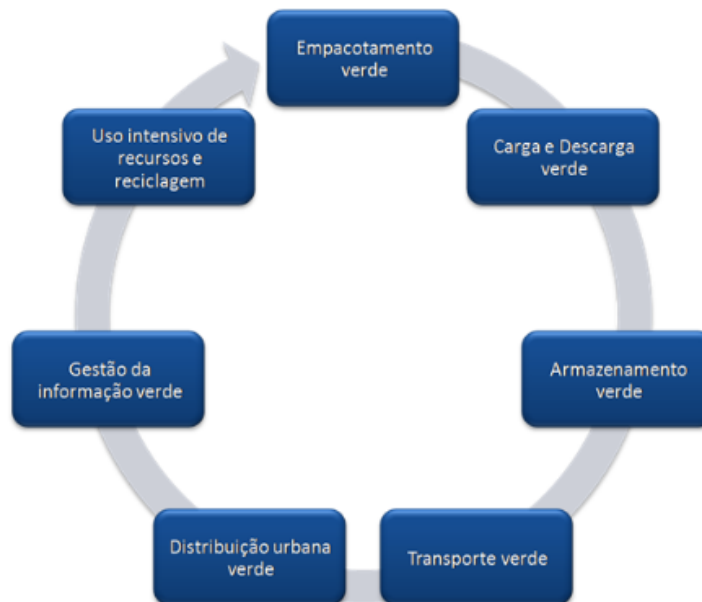 Empacotamento
verde
Carga e Descarga
verde
Armazenamento
verde
Transporte verde
Distribuição urbana
verde
Gestão da
informação verde
Uso intensivo de
recursos e
reciclagem